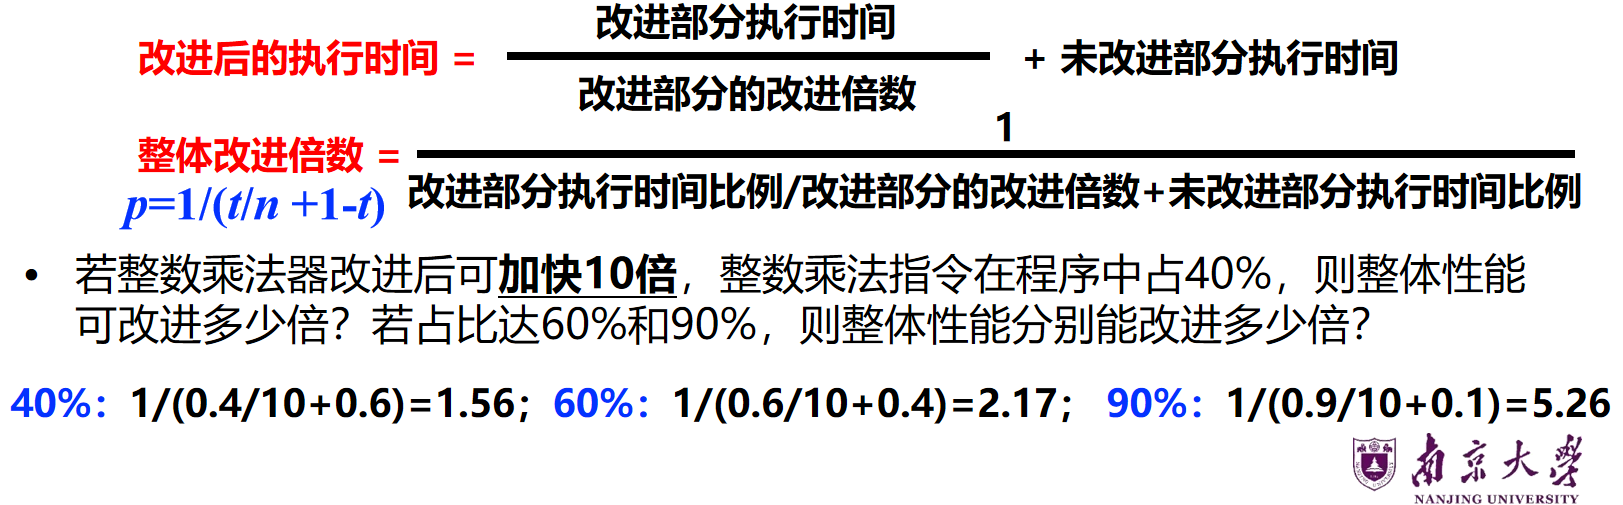 改进部分执行时间
改进后的执行时间 = + 未改进部分执行时间
改进部分的改进倍数
1
整体改进倍数 =
改进部分执行时间比例/改进部分的改进倍数+未改进部分执行时间比例
p=1/(t/n +1-t)
• 若整数乘法器改进后可加快10倍，整数乘法指令在程序中占40%，则整体性能
可改进多少倍？若占比达60%和90%，则整体性能分别能改进多少倍？
40%：1/(0.4/10+0.6)=1.56；60%：1/(0.6/10+0.4)=2.17； 90%：1/(0.9/10+0.1)=5.26
南京大学
NANJING UNIVERSITY